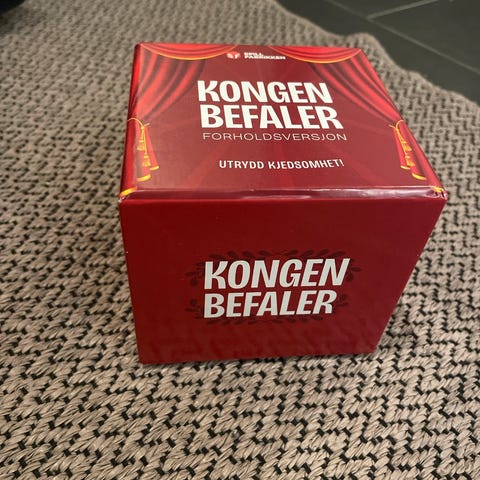 SPILL
FABRIKKEN
KONGEN
BEFALER
FORHOLDSVERSJON
UTRYDD KJEDSOMHET!
KONGEN
BEFALER